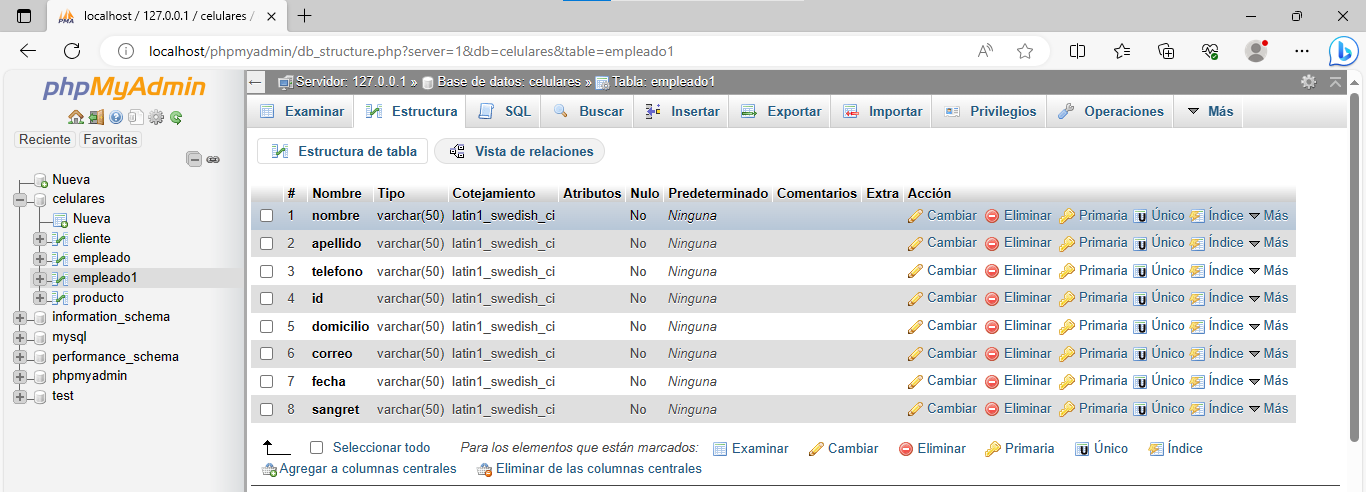 localhost / 127.0.0.1 / celulares /
localhost/phpmyadmin/db_structure.php?server=1&db=celulares&table=empleado1
phpMyAdmin
Reciente Favoritas
Nueva
celulares
Nueva
cliente
empleado
empleado1
producto
information_schema
mysql
performance_schema
phpmyadmin
test
Servidor: 127.0.0.1 » Base de datos: celulares » Tabla: empleado1
Examinar Estructura SQL Buscar Insertar Exportar Importar Privilegios Operaciones Más
Estructura de tabla Vista de relaciones
# Nombre Tipo Cotejamiento Atributos Nulo Predeterminado Comentarios Extra Acción
1 nombre varchar(50) latin1_swedish_ci No Ninguna Cambiar Eliminar Primaria Único Índice Más
2 apellido varchar(50) latin1_swedish_ci No Ninguna Cambiar Eliminar Primaria Único Índice Más
3 telefono varchar(50) latin1_swedish_ci No Ninguna Cambiar Eliminar Primaria Único Índice Más
4 id varchar(50) latin1_swedish_ci No Ninguna Cambiar Eliminar Primaria Único Índice Más
5 domicilio varchar(50) latin1_swedish_ci No Ninguna Cambiar Eliminar Primaria Único Índice Más
6 correo varchar(50) latin1_swedish_ci No Ninguna Cambiar Eliminar Primaria Único Índice Más
7 fecha varchar(50) latin1_swedish_ci No Ninguna Cambiar Eliminar Primaria Único Índice Más
8 sangret varchar(50) latin1_swedish_ci No Ninguna Cambiar Eliminar Primaria Único Índice Más
Seleccionar todo Para los elementos que están marcados: Examinar Cambiar Eliminar Primaria Único Índice
Agregar a columnas centrales Eliminar de las columnas centrales